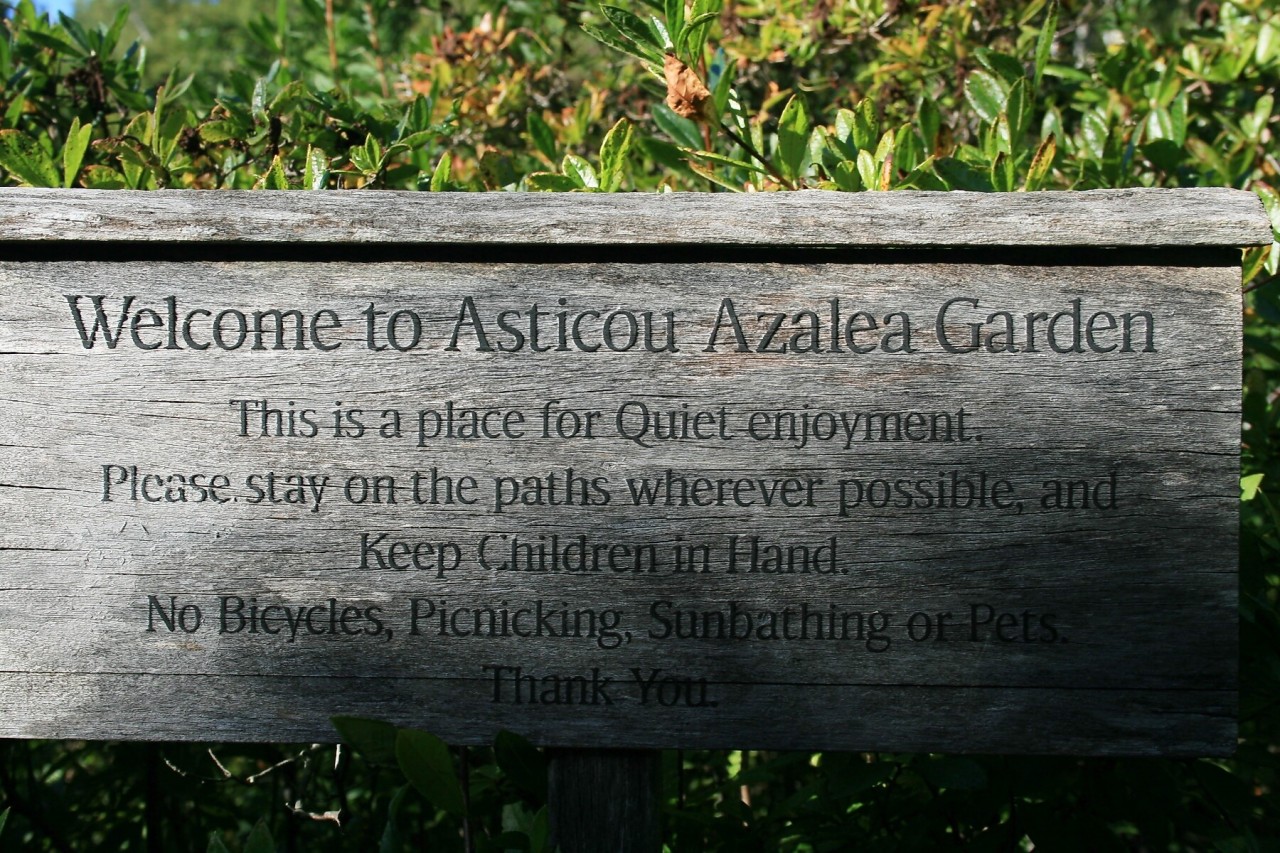 Welcome to Asticou Azalea Garden
This is a place for Quiet enjoyment.
Please stay on the paths wherever possible, and
Keep Children in Hand.
No Bicycles, Picnicking, Sunbathing or Pets.
Thank You.